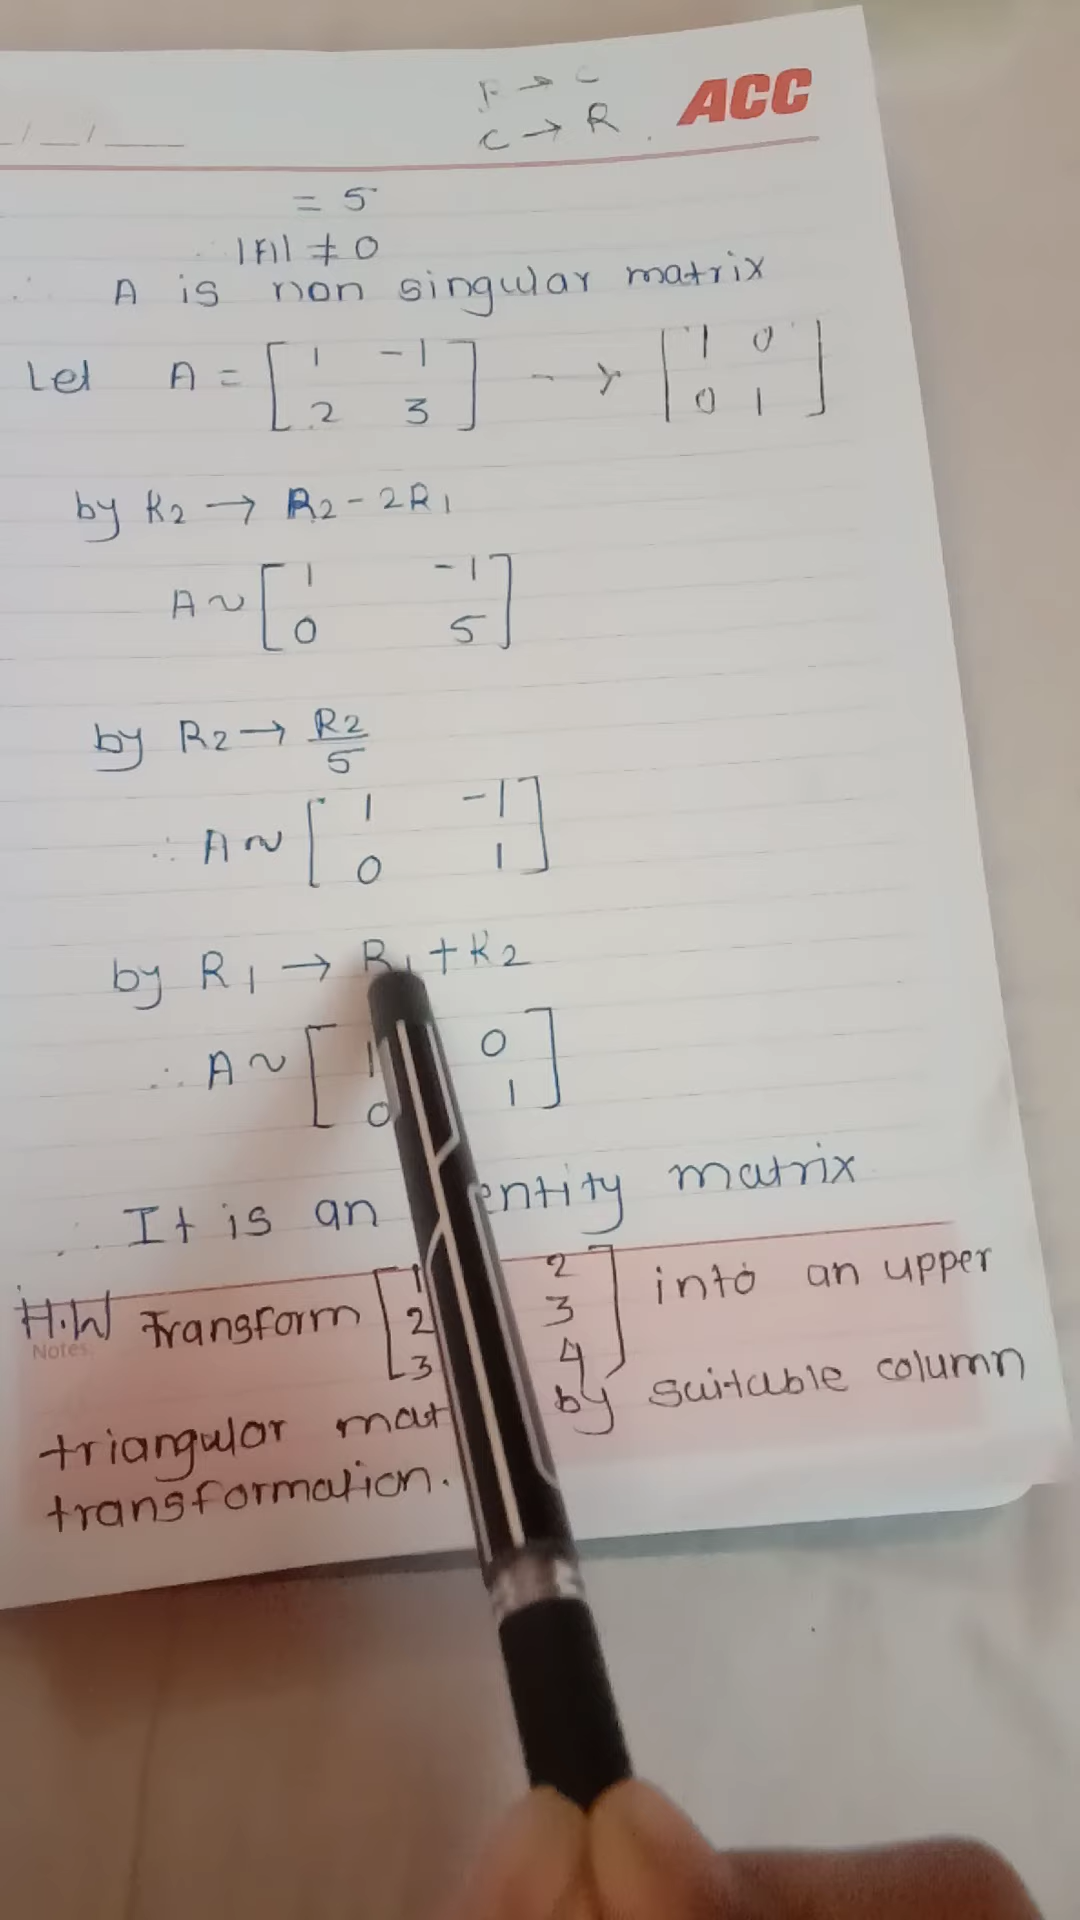 F → C
C → R
ACC
= 5
∴ |A| ≠ 0
∴ A is non singular matrix
Let A = [ 1 -1 --> [ 1 0
2 3 ] 0 1 ]
by R2 → R2 - 2R1
A ~ [ 1 -1
0 5 ]
by R2 → R2/5
∴ A ~ [ 1 -1
0 1 ]
by R1 → R1 + R2
∴ A ~ [ 1 0
0 1 ]
∴ It is an entity matrix
H.W Transform [ 1 2
2 3
3 4 ] into an upper
Notes
triangular mat by suitable column
transformation.